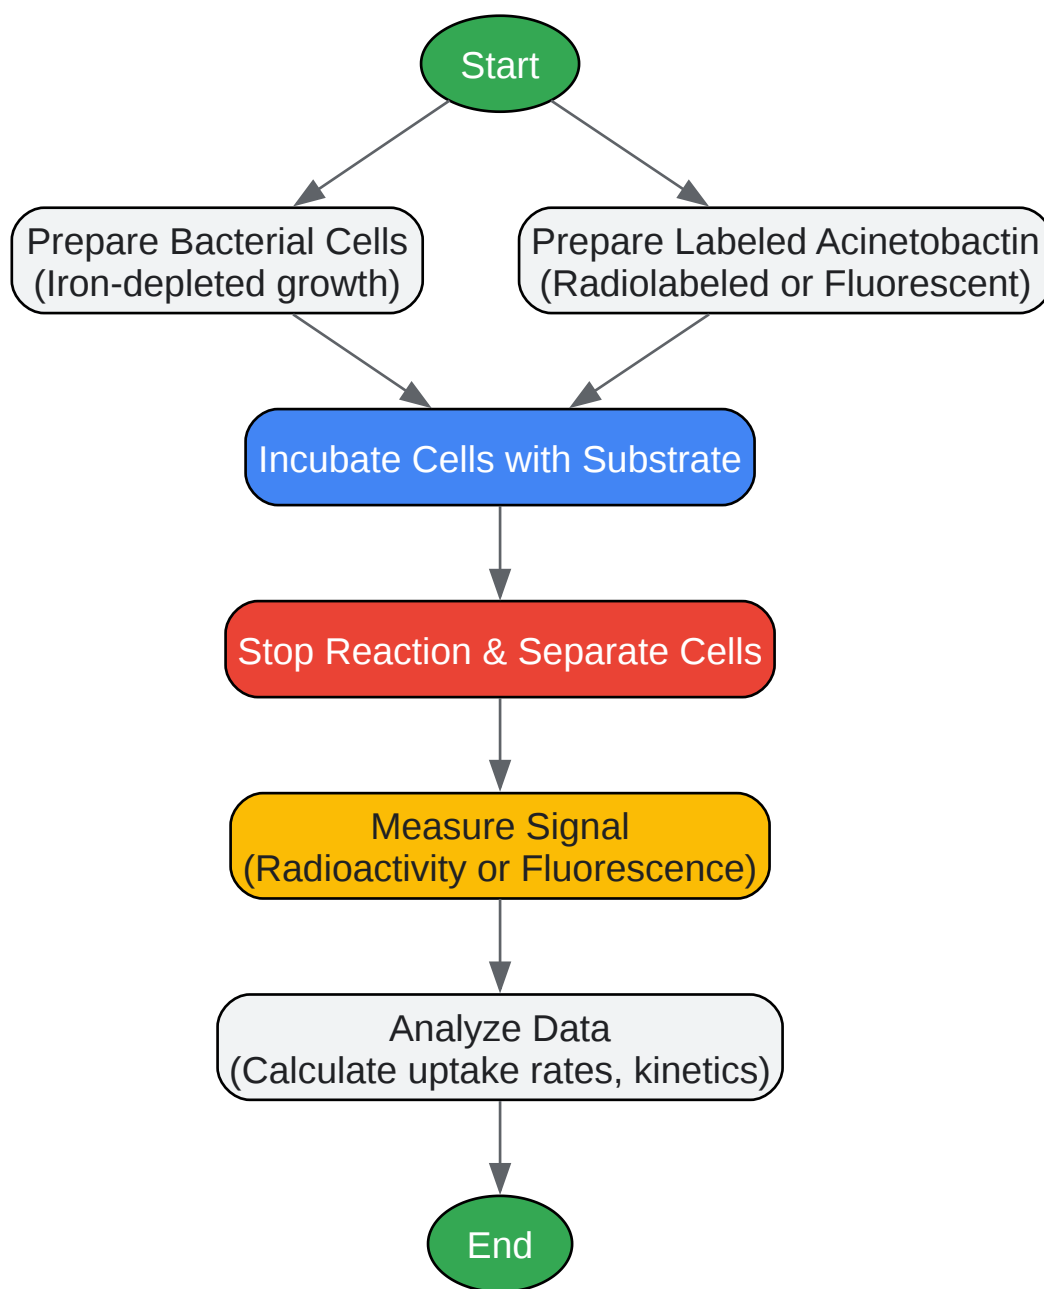 Start
Prepare Bacterial Cells
(Iron-depleted growth)
Prepare Labeled Acinetobactin
(Radiolabeled or Fluorescent)
Incubate Cells with Substrate
Stop Reaction & Separate Cells
Measure Signal
(Radioactivity or Fluorescence)
Analyze Data
(Calculate uptake rates, kinetics)
End